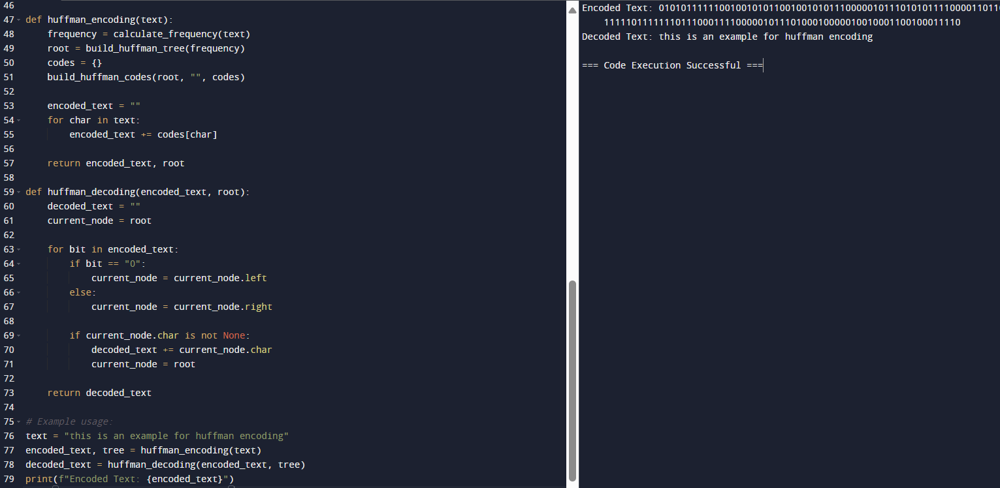 46
47 def huffman_encoding(text):
48 frequency = calculate_frequency(text)
49 root = build_huffman_tree(frequency)
50 codes = {}
51 build_huffman_codes(root, "", codes)
52
53 encoded_text = ""
54 for char in text:
55 encoded_text += codes[char]
56
57 return encoded_text, root
58
59 def huffman_decoding(encoded_text, root):
60 decoded_text = ""
61 current_node = root
62
63 for bit in encoded_text:
64 if bit == "0":
65 current_node = current_node.left
66 else:
67 current_node = current_node.right
68
69 if current_node.char is not None:
70 decoded_text += current_node.char
71 current_node = root
72
73 return decoded_text
74
75 # Example usage:
76 text = "this is an example for huffman encoding"
77 encoded_text, tree = huffman_encoding(text)
78 decoded_text = huffman_decoding(encoded_text, tree)
79 print(f"Encoded Text: {encoded_text}")
Encoded Text: 01010111111001001010110010010101110000010111010101111000011011
11111011111110111000111100000101110100010000010010001100100011110
Decoded Text: this is an example for huffman encoding
=== Code Execution Successful ===